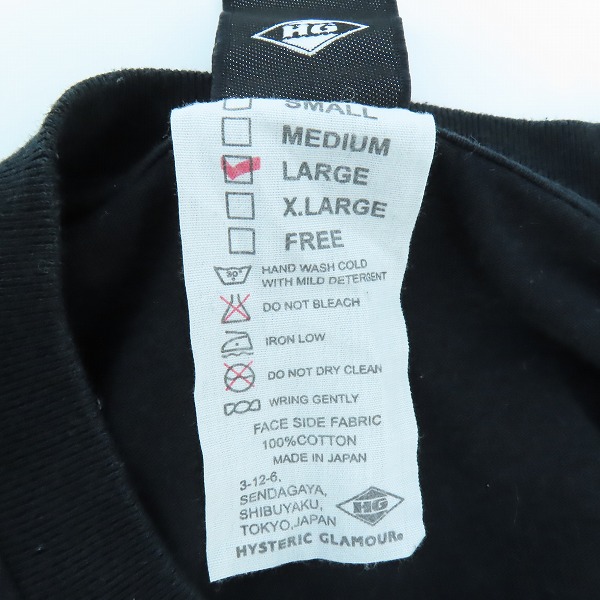 HG
SMALL
MEDIUM
LARGE
X.LARGE
FREE
30°
HAND WASH COLD
WITH MILD DETERGENT
DO NOT BLEACH
IRON LOW
DO NOT DRY CLEAN
WRING GENTLY
FACE SIDE FABRIC
100%COTTON
MADE IN JAPAN
3-12-6,
SENDAGAYA,
SHIBUYAKU,
TOKYO,JAPAN
HG
HYSTERIC GLAMOUR®